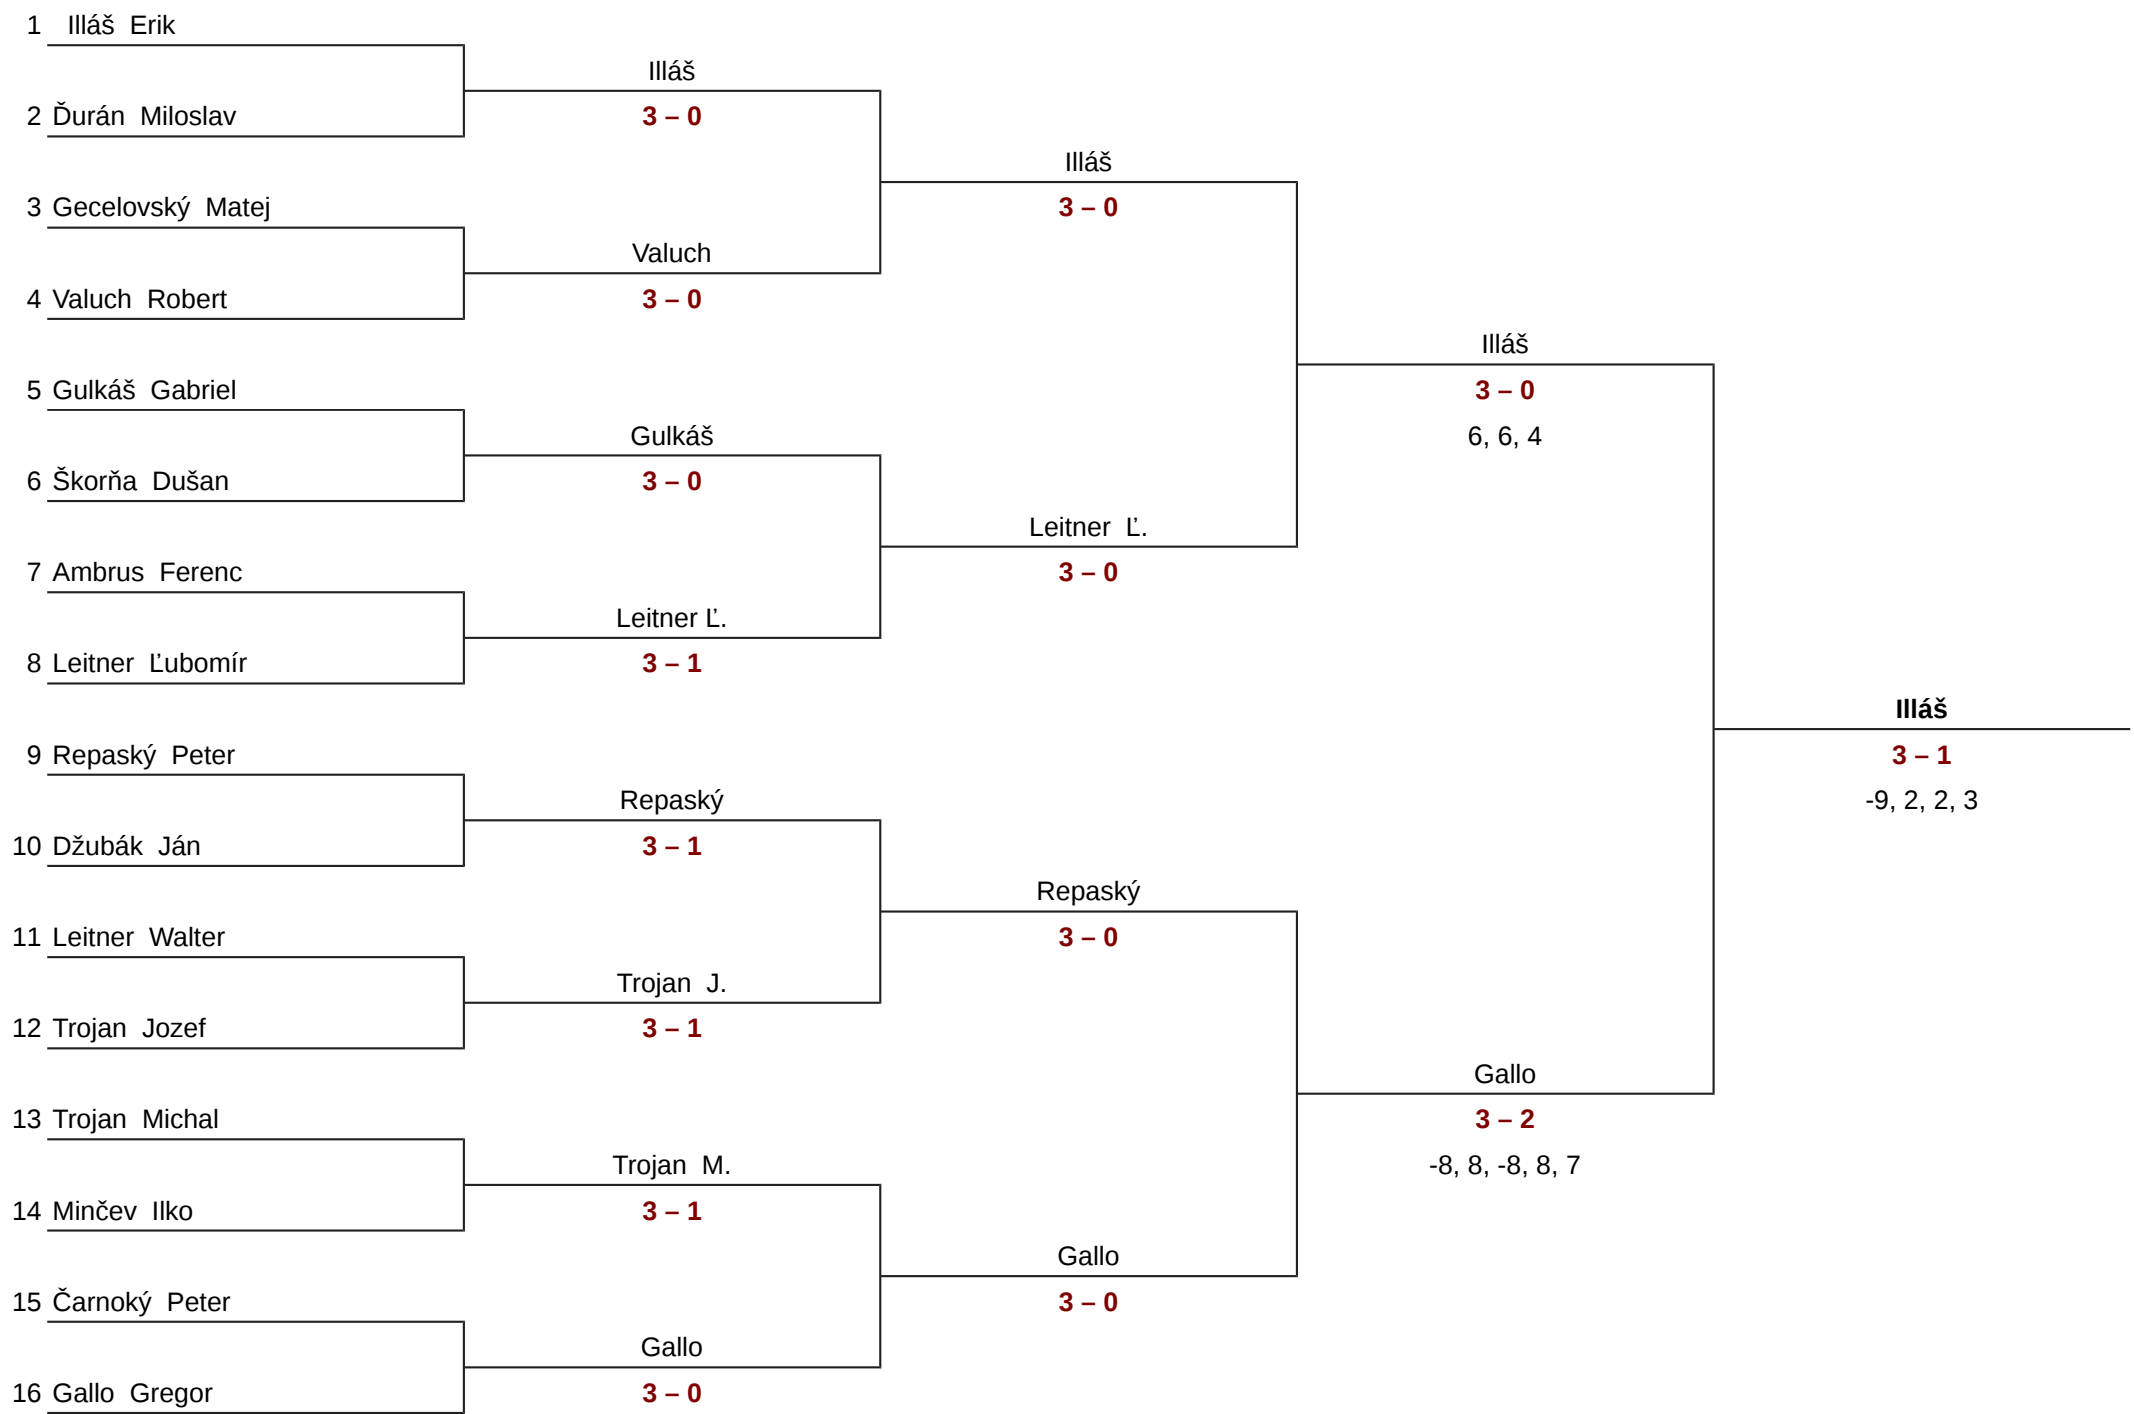 1 Illáš Erik
Illáš
2 Ďurán Miloslav
3 – 0
Illáš
3 Gecelovský Matej
3 – 0
Valuch
4 Valuch Robert
3 – 0
Illáš
5 Gulkáš Gabriel
3 – 0
Gulkáš
6, 6, 4
6 Škorňa Dušan
3 – 0
Leitner Ľ.
7 Ambrus Ferenc
3 – 0
Leitner Ľ.
8 Leitner Ľubomír
3 – 1
Illáš
9 Repaský Peter
3 – 1
Repaský
-9, 2, 2, 3
10 Džubák Ján
3 – 1
Repaský
11 Leitner Walter
3 – 0
Trojan J.
12 Trojan Jozef
3 – 1
Gallo
13 Trojan Michal
3 – 2
Trojan M.
-8, 8, -8, 8, 7
14 Minčev Ilko
3 – 1
Gallo
15 Čarnoký Peter
3 – 0
Gallo
16 Gallo Gregor
3 – 0